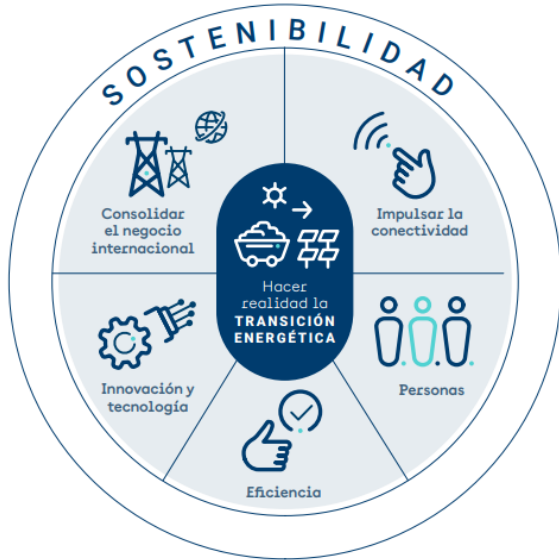 SOSTENIBILIDAD
Consolidar
el negocio
internacional
Impulsar la
conectividad
Hacer
realidad la
TRANSICIÓN
ENERGÉTICA
Innovación y
tecnología
Personas
Eficiencia